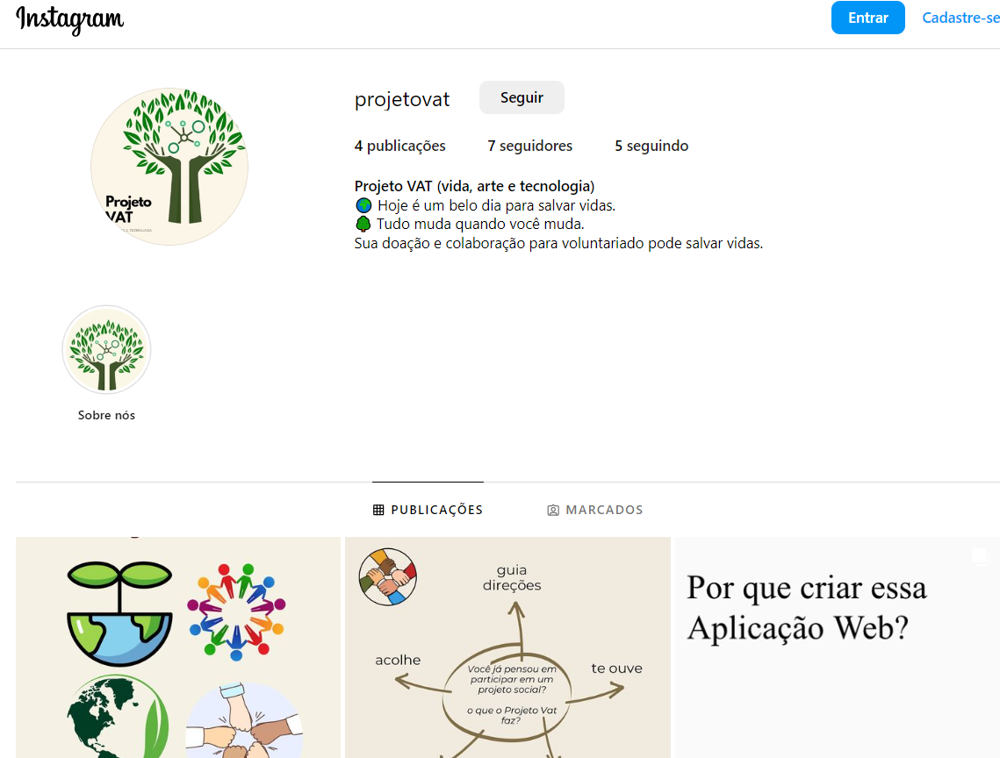 Instagram
Entrar
Cadastre-se
projetovat
Seguir
4 publicações
7 seguidores
5 seguindo
Projeto
VAT
Projeto VAT (vida, arte e tecnologia)
Hoje é um belo dia para salvar vidas.
Tudo muda quando você muda.
Sua doação e colaboração para voluntariado pode salvar vidas.
Sobre nós
PUBLICAÇÕES
MARCADOS
guia
direções
acolhe
te ouve
Você já pensou em
participar em um
projeto social?
o que o Projeto Vat
faz?
Por que criar essa
Aplicação Web?